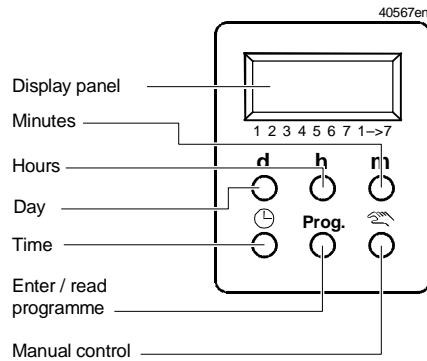 40567en
Display panel
Minutes
1 2 3 4 5 6 7 1–>7
Hours
d h m
Day
Time
Prog.
Enter / read
programme
Manual control